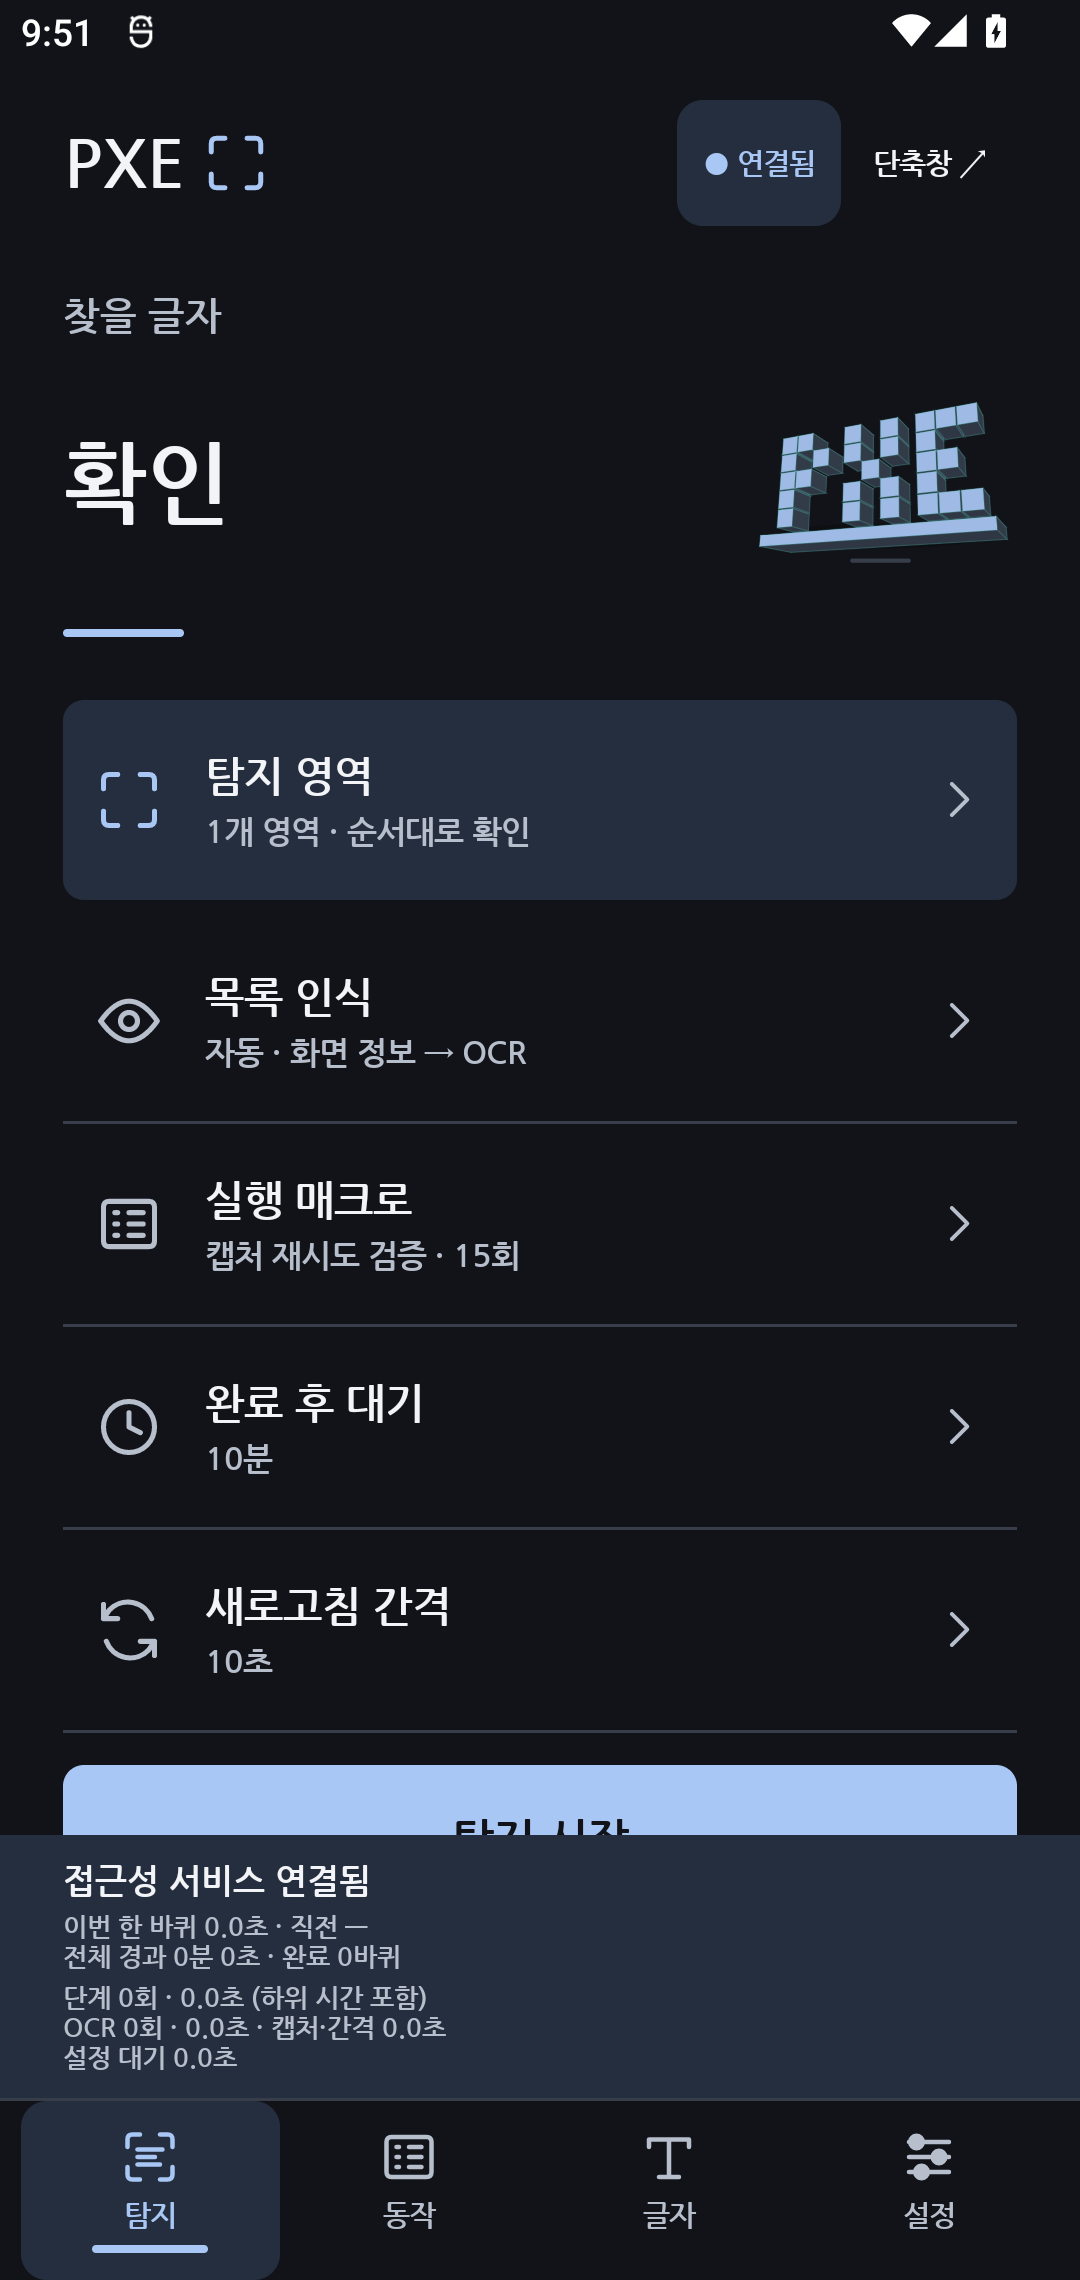 9:51
PXE
연결됨
단축창 ↗
찾을 글자
확인
PXE
탐지 영역
1개 영역 · 순서대로 확인
목록 인식
자동 · 화면 정보 → OCR
실행 매크로
캡처 재시도 검증 · 15회
완료 후 대기
10분
새로고침 간격
10초
탐지 시작
접근성 서비스 연결됨
이번 한 바퀴 0.0초 · 직전 —
전체 경과 0분 0초 · 완료 0바퀴
단계 0회 · 0.0초 (하위 시간 포함)
OCR 0회 · 0.0초 · 캡처·간격 0.0초
설정 대기 0.0초
탐지
동작
글자
설정